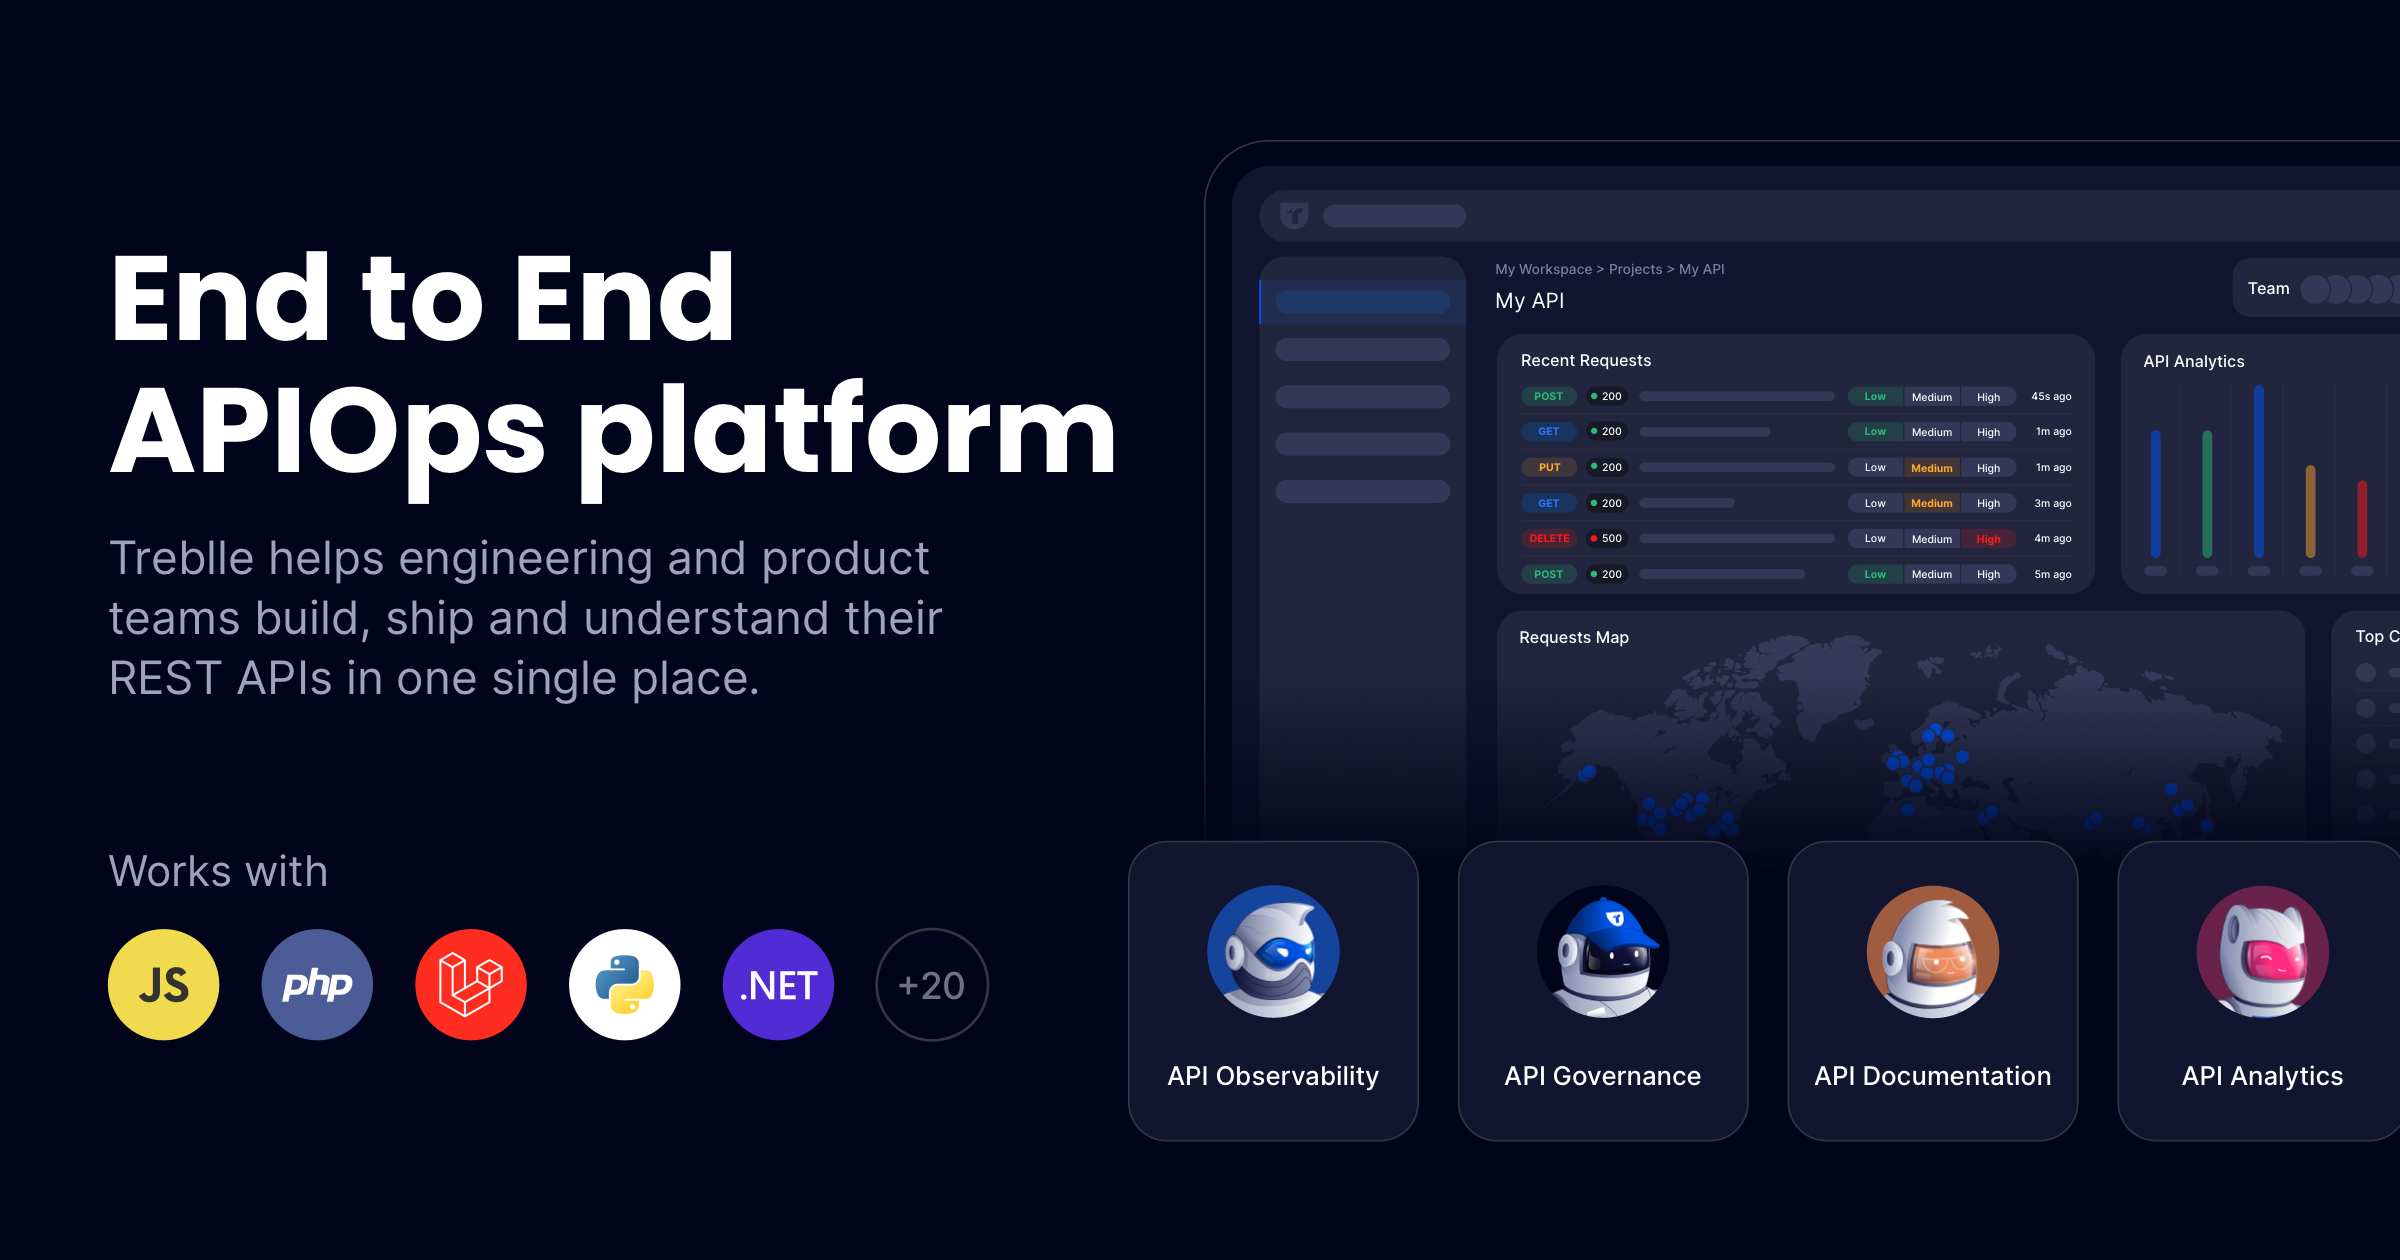 End to End
APIOps platform
Treblle helps engineering and product
teams build, ship and understand their
REST APIs in one single place.
Works with
JS
php
.NET
+20
My Workspace > Projects > My API
My API
Team
Recent Requests
POST 200 Low Medium High 45s ago
GET 200 Low Medium High 1m ago
PUT 200 Low Medium High 1m ago
GET 200 Low Medium High 3m ago
DELETE 500 Low Medium High 4m ago
POST 200 Low Medium High 5m ago
API Analytics
Requests Map
Top
API Observability
API Governance
API Documentation
API Analytics